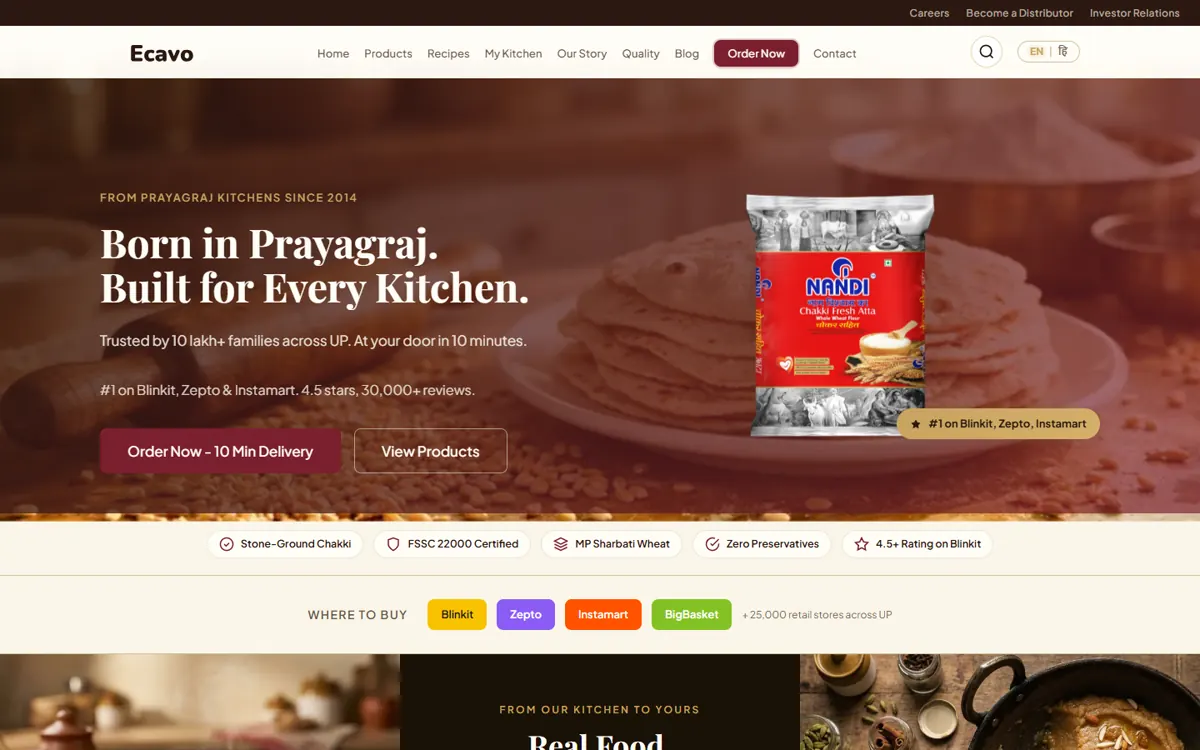 Careers Become a Distributor Investor Relations
Ecavo
Home Products Recipes My Kitchen Our Story Quality Blog Order Now Contact
EN | हि
FROM PRAYAGRAJ KITCHENS SINCE 2014
Born in Prayagraj.
Built for Every Kitchen.
Trusted by 10 lakh+ families across UP. At your door in 10 minutes.
#1 on Blinkit, Zepto & Instamart. 4.5 stars, 30,000+ reviews.
Order Now - 10 Min Delivery View Products
NANDI
Chakki Fresh Atta
Whole Wheat Flour
चोकर सहित
#1 on Blinkit, Zepto, Instamart
Stone-Ground Chakki FSSC 22000 Certified MP Sharbati Wheat Zero Preservatives 4.5+ Rating on Blinkit
WHERE TO BUY Blinkit Zepto Instamart BigBasket + 25,000 retail stores across UP
FROM OUR KITCHEN TO YOURS
Real Food